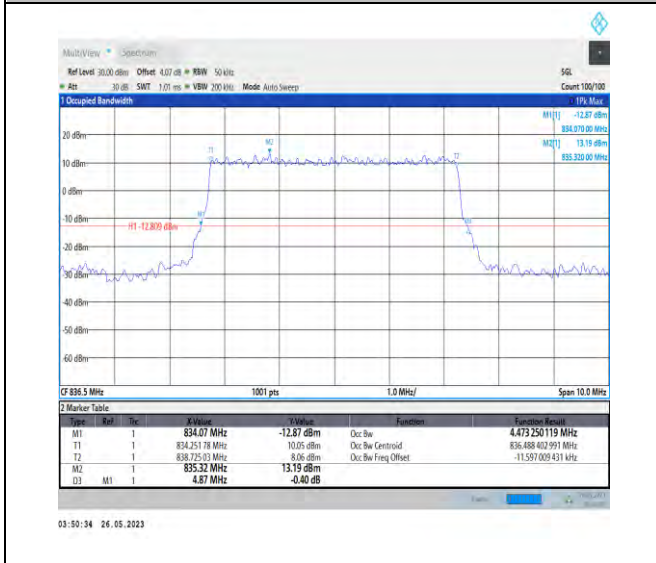 MultiView Spectrum
Ref Level 30.00 dBm Offset 4.07 dB RBW 50 kHz SGL
Att 30 dB SWT 1.01 ms VBW 200 kHz Mode Auto Sweep Count 100/100
1 Occupied Bandwidth 1Pk Max
M1[1] -12.87 dBm
834.070 00 MHz
M2[1] 13.19 dBm
835.320 00 MHz
20 dBm
T1 M2 T2
10 dBm
0 dBm
-10 dBm
M1
H1 -12.809 dBm
-20 dBm
-30 dBm
-40 dBm
-50 dBm
-60 dBm
CF 836.5 MHz 1001 pts 1.0 MHz/ Span 10.0 MHz
2 Marker Table
Type Ref Trc X-Value Y-Value Function Function Result
M1 1 834.07 MHz -12.87 dBm Occ Bw 4.473 250 119 MHz
T1 1 834.251 78 MHz 10.05 dBm Occ Bw Centroid 836.488 402 991 MHz
T2 1 838.725 03 MHz 8.06 dBm Occ Bw Freq Offset -11.597 009 431 kHz
M2 1 835.32 MHz 13.19 dBm
D3 M1 1 4.87 MHz -0.40 dB
03:50:34 26.05.2023